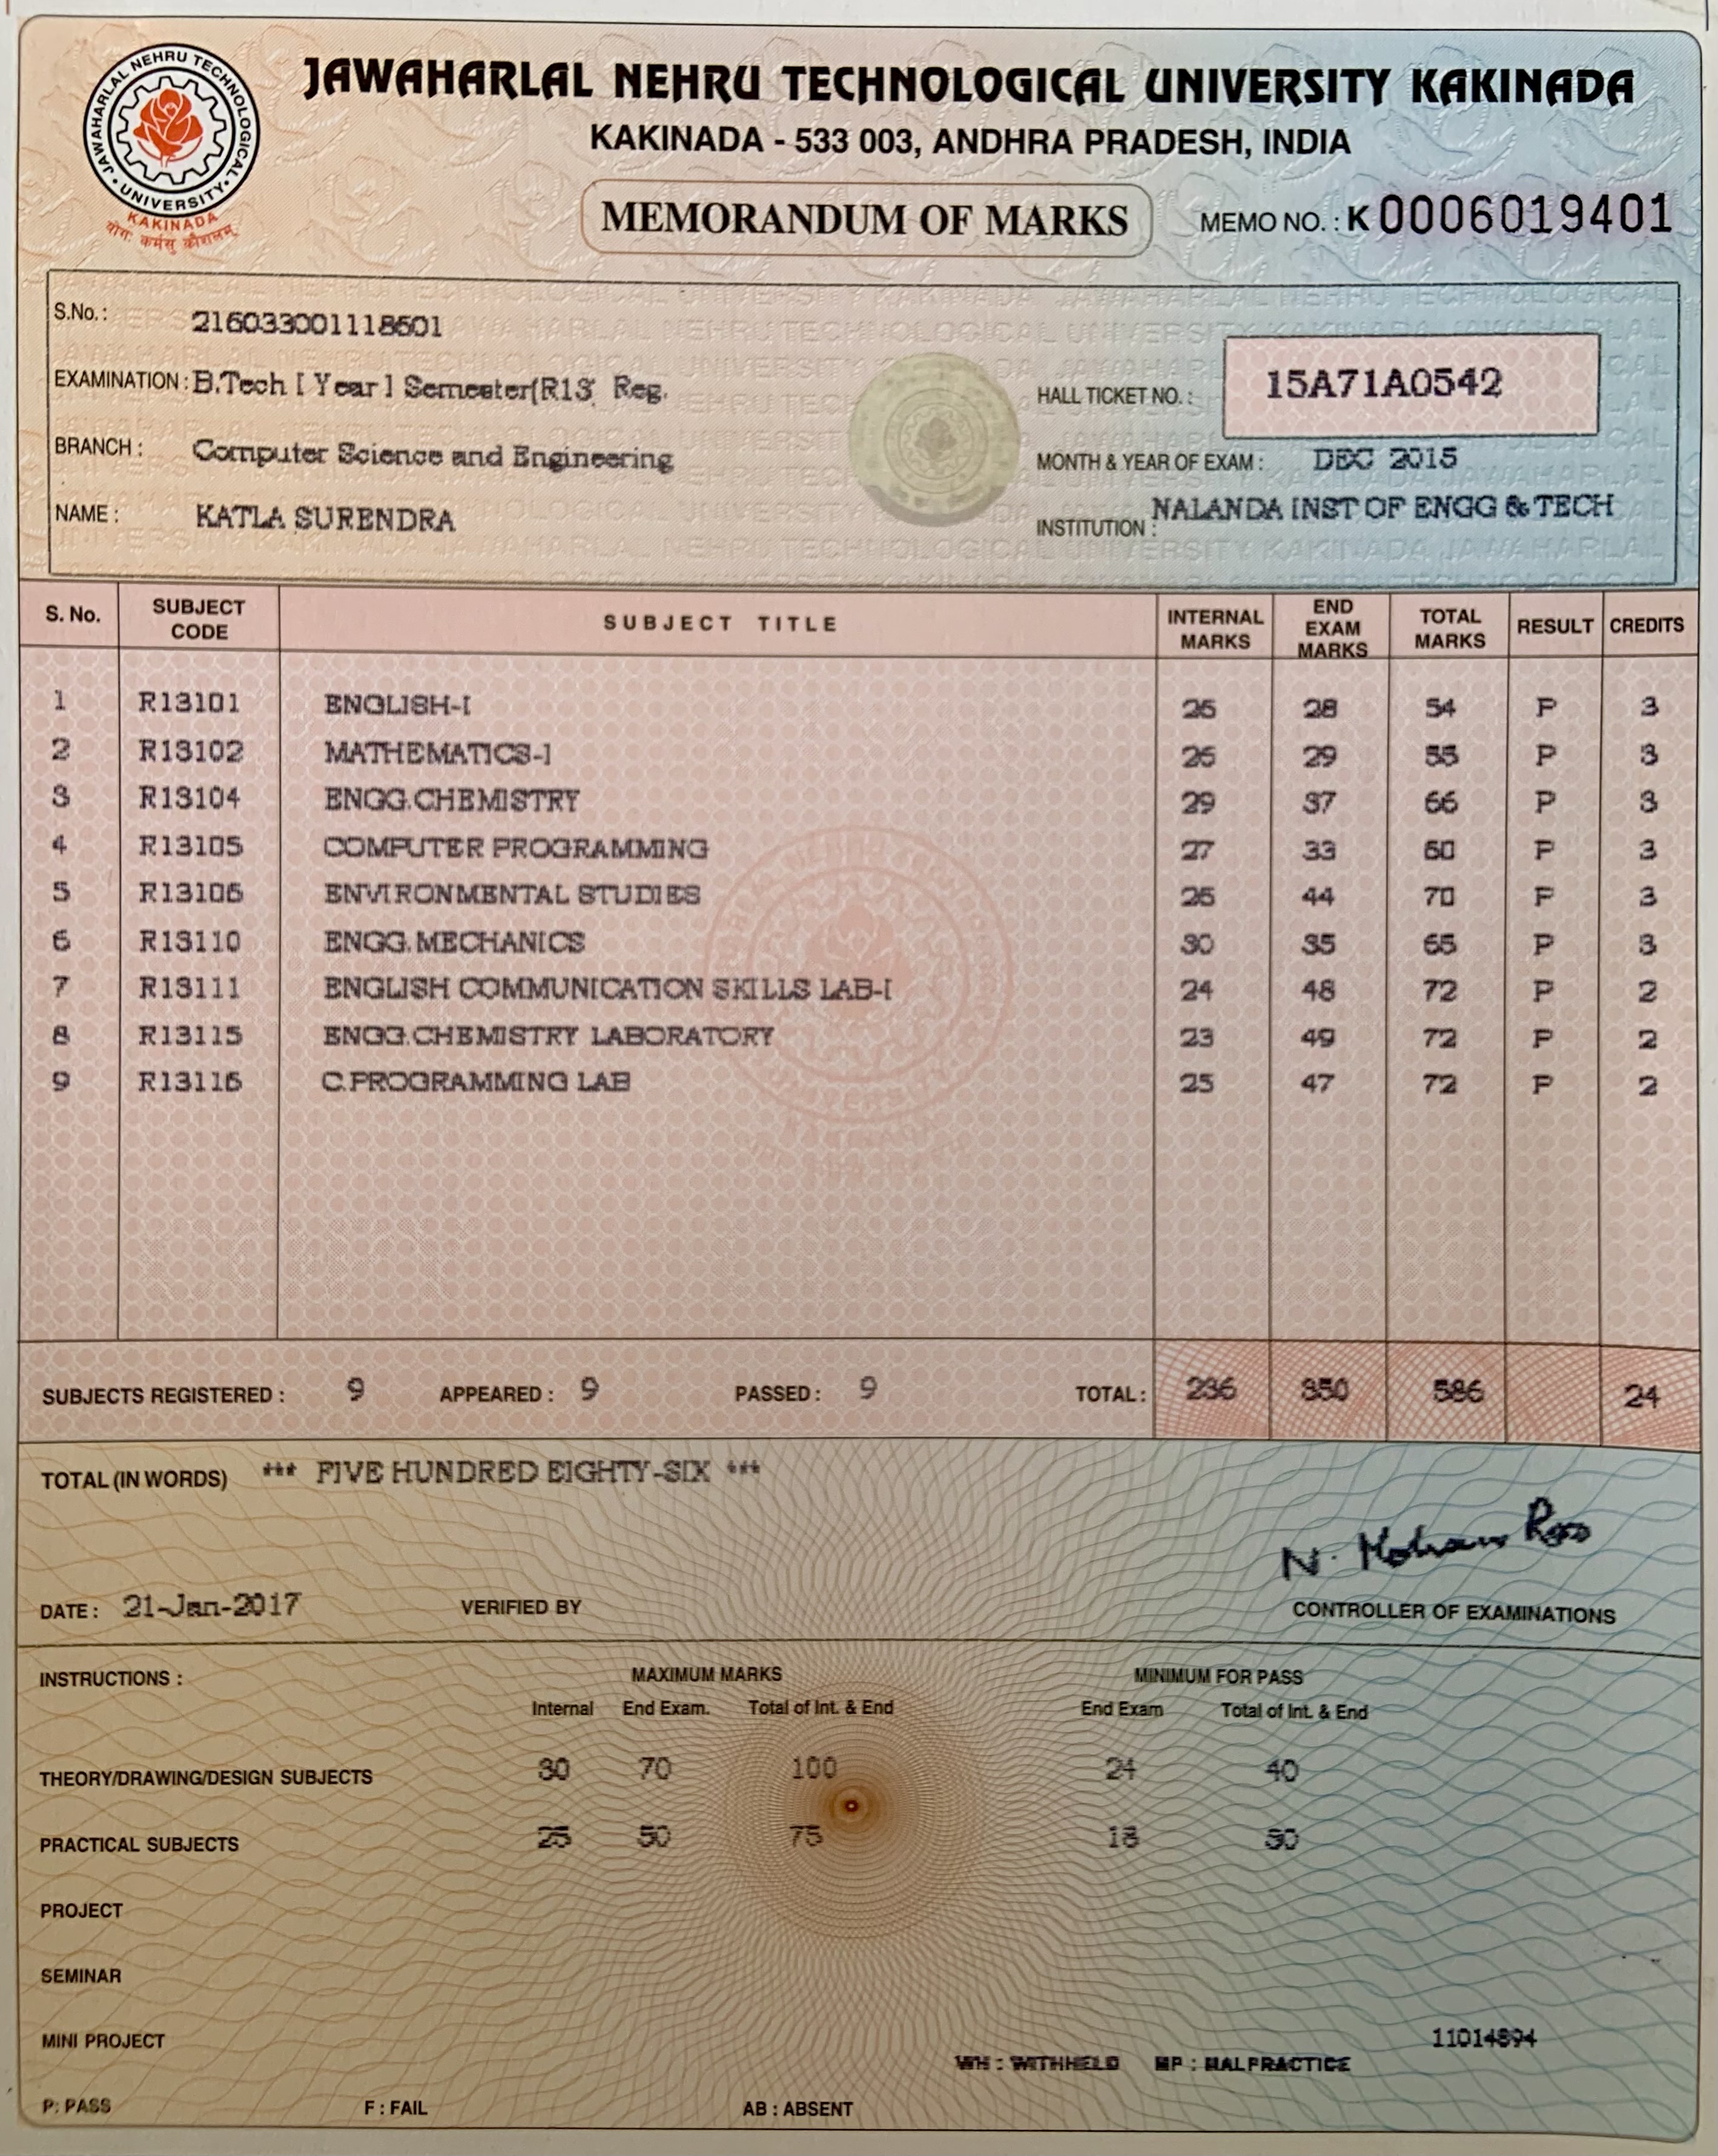 JAWAHARLAL NEHRU TECHNOLOGICAL UNIVERSITY
KAKINADA
योगः कर्मसु कौशलम्
JAWAHARLAL NEHRU TECHNOLOGICAL UNIVERSITY KAKINADA
KAKINADA - 533 003, ANDHRA PRADESH, INDIA
MEMORANDUM OF MARKS MEMO NO. : K 0006019401
S.No. : 216033001118601
EXAMINATION : B.Tech I Year I Semester(R13) Reg. HALL TICKET NO. : 15A71A0542
BRANCH : Computer Science and Engineering MONTH & YEAR OF EXAM : DEC 2015
NAME : KATLA SURENDRA INSTITUTION : NALANDA INST OF ENGG & TECH
S. No. SUBJECT CODE SUBJECT TITLE INTERNAL MARKS END EXAM MARKS TOTAL MARKS RESULT CREDITS
1 R13101 ENGLISH-I 26 28 54 P 3
2 R13102 MATHEMATICS-I 26 29 55 P 3
3 R13104 ENGG.CHEMISTRY 29 37 66 P 3
4 R13105 COMPUTER PROGRAMMING 27 33 60 P 3
5 R13106 ENVIRONMENTAL STUDIES 26 44 70 P 3
6 R13110 ENGG.MECHANICS 30 35 65 P 3
7 R13111 ENGLISH COMMUNICATION SKILLS LAB-I 24 48 72 P 2
8 R13115 ENGG.CHEMISTRY LABORATORY 23 49 72 P 2
9 R13116 C.PROGRAMMING LAB 25 47 72 P 2
SUBJECTS REGISTERED : 9 APPEARED : 9 PASSED : 9 TOTAL : 236 350 586 24
TOTAL (IN WORDS) *** FIVE HUNDRED EIGHTY-SIX ***
N. Mohan Rao
DATE : 21-Jan-2017 VERIFIED BY CONTROLLER OF EXAMINATIONS
INSTRUCTIONS : MAXIMUM MARKS MINIMUM FOR PASS
Internal End Exam. Total of Int. & End End Exam Total of Int. & End
THEORY/DRAWING/DESIGN SUBJECTS 30 70 100 24 40
PRACTICAL SUBJECTS 25 50 75 18 30
PROJECT
SEMINAR
MINI PROJECT 11014894
WH : WITHHELD MP : MALPRACTICE
P: PASS F : FAIL AB : ABSENT